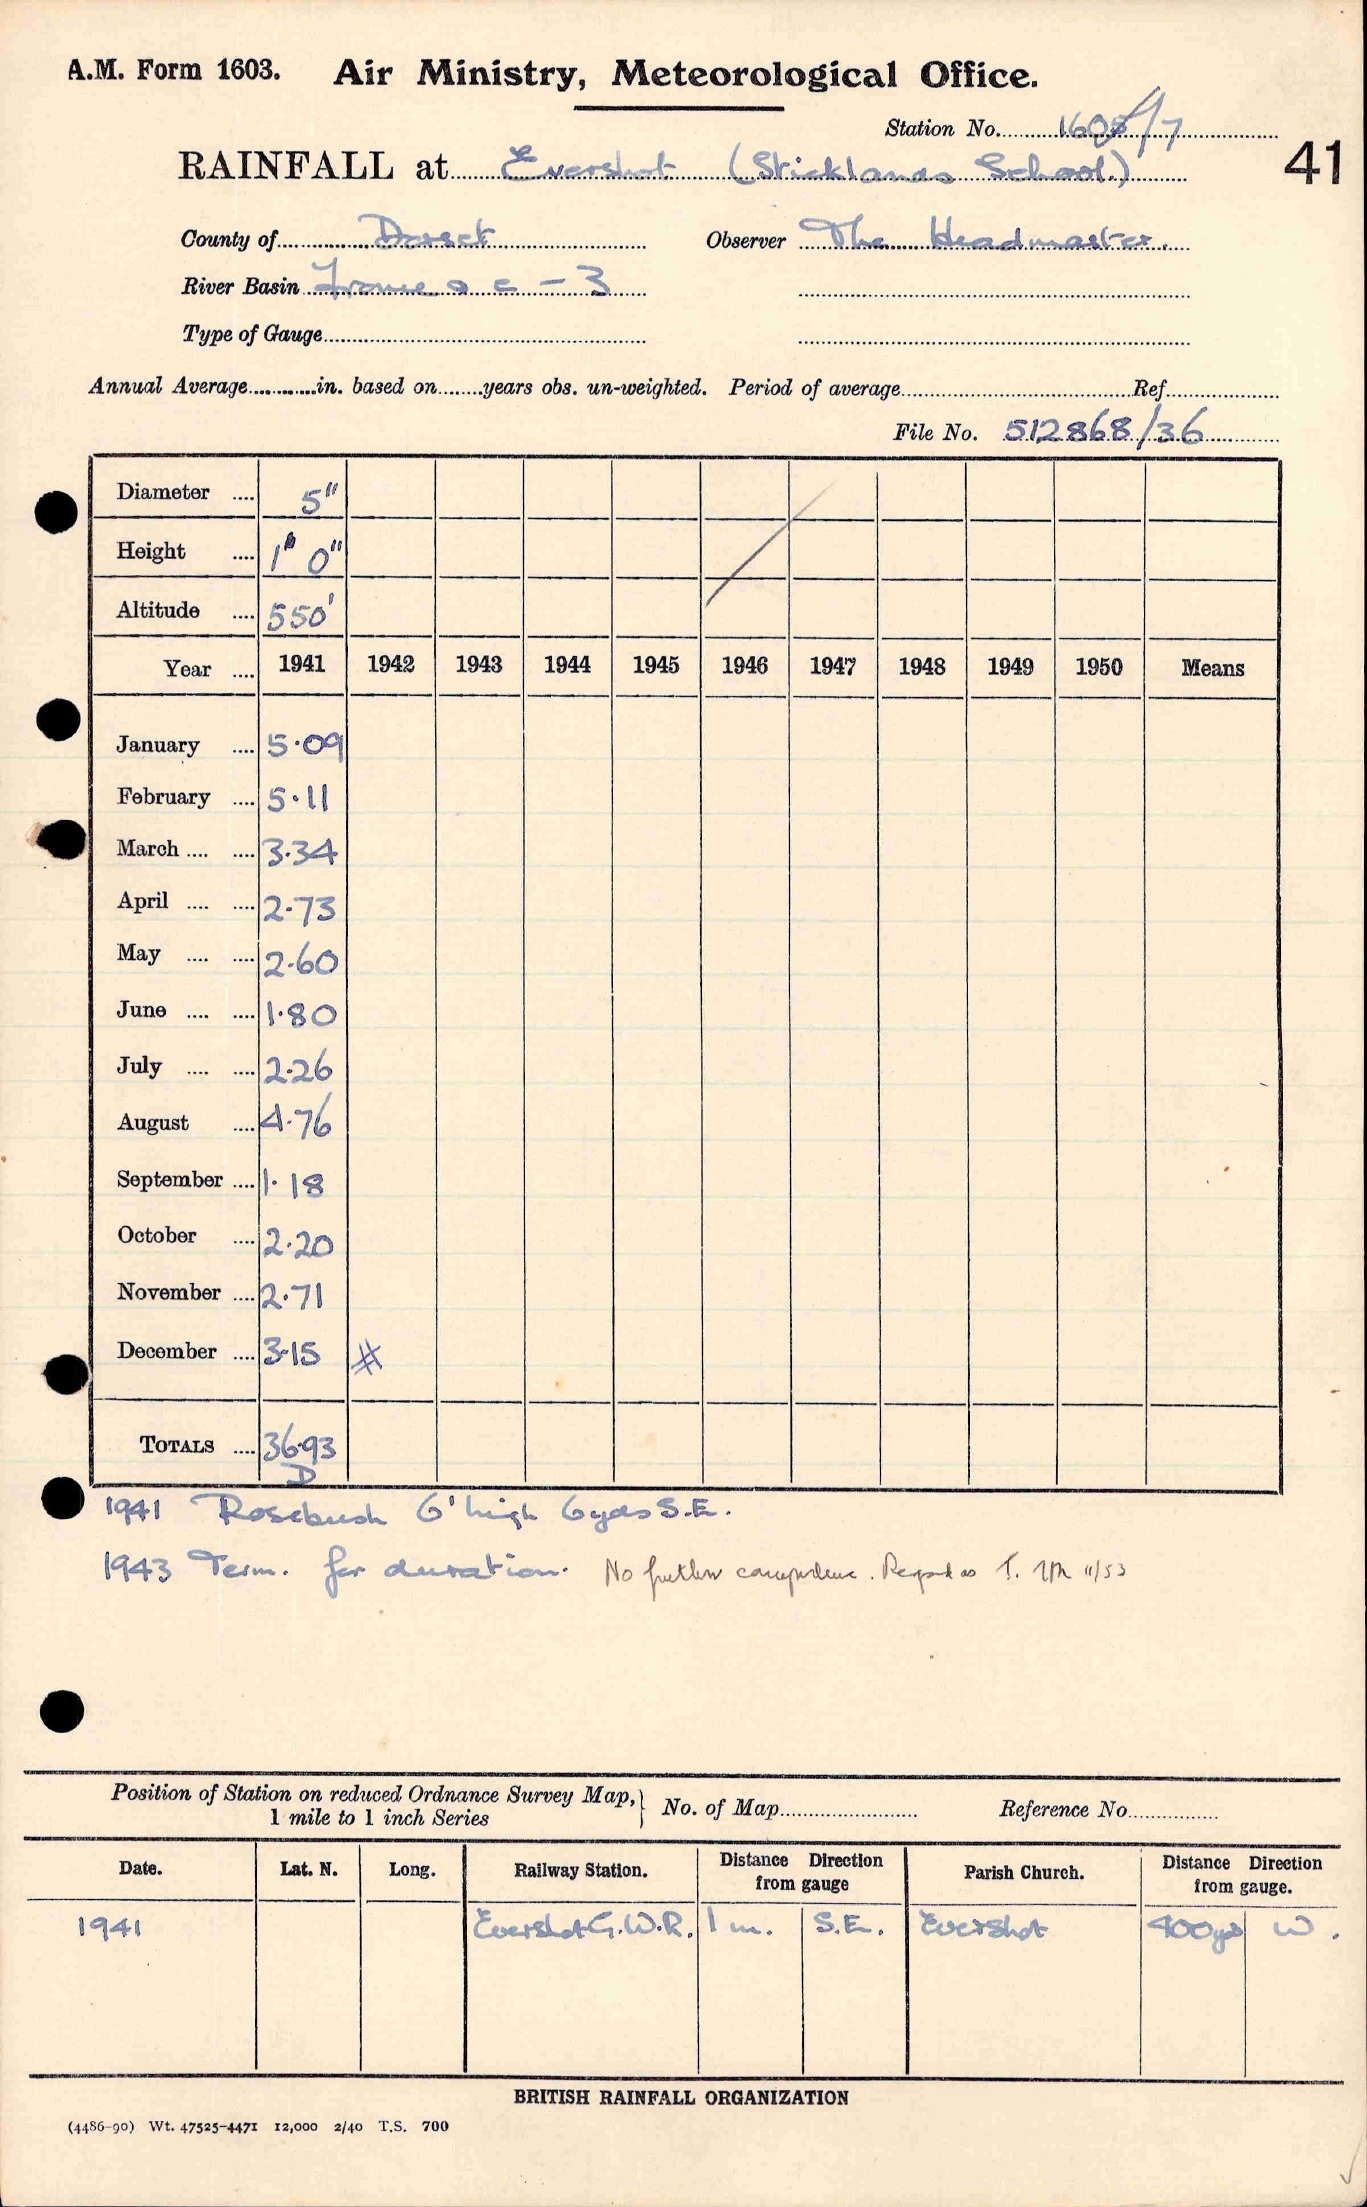 A.M. Form 1603. Air Ministry, Meteorological Office.
Station No. 1605/7
41
RAINFALL at Evershot (Sticklands School.)
County of Dorset Observer The Headmaster.
River Basin Frome &c - 3
Type of Gauge
Annual Average in. based on years obs. un-weighted. Period of average Ref
File No. 512868/36
Diameter 5"
Height 1' 0"
Altitude 550'
Year 1941 1942 1943 1944 1945 1946 1947 1948 1949 1950 Means
January 5.09
February 5.11
March 3.34
April 2.73
May 2.60
June 1.80
July 2.26
August 4.76
September 1.18
October 2.20
November 2.71
December 3.15 #
TOTALS 36.93
D
1941 Rosebush 6' high 6yds S.E.
1943 Term. for duration. No further correspondence. Regard as T. 11/53
Position of Station on reduced Ordnance Survey Map, 1 mile to 1 inch Series } No. of Map Reference No.
Date. Lat. N. Long. Railway Station. Distance Direction from gauge Parish Church. Distance Direction from gauge.
1941 Evershot G.W.R. 1 m. S.E. Evershot 400yds W.
BRITISH RAINFALL ORGANIZATION
(4486-90) Wt. 47525-4471 12,000 2/40 T.S. 700